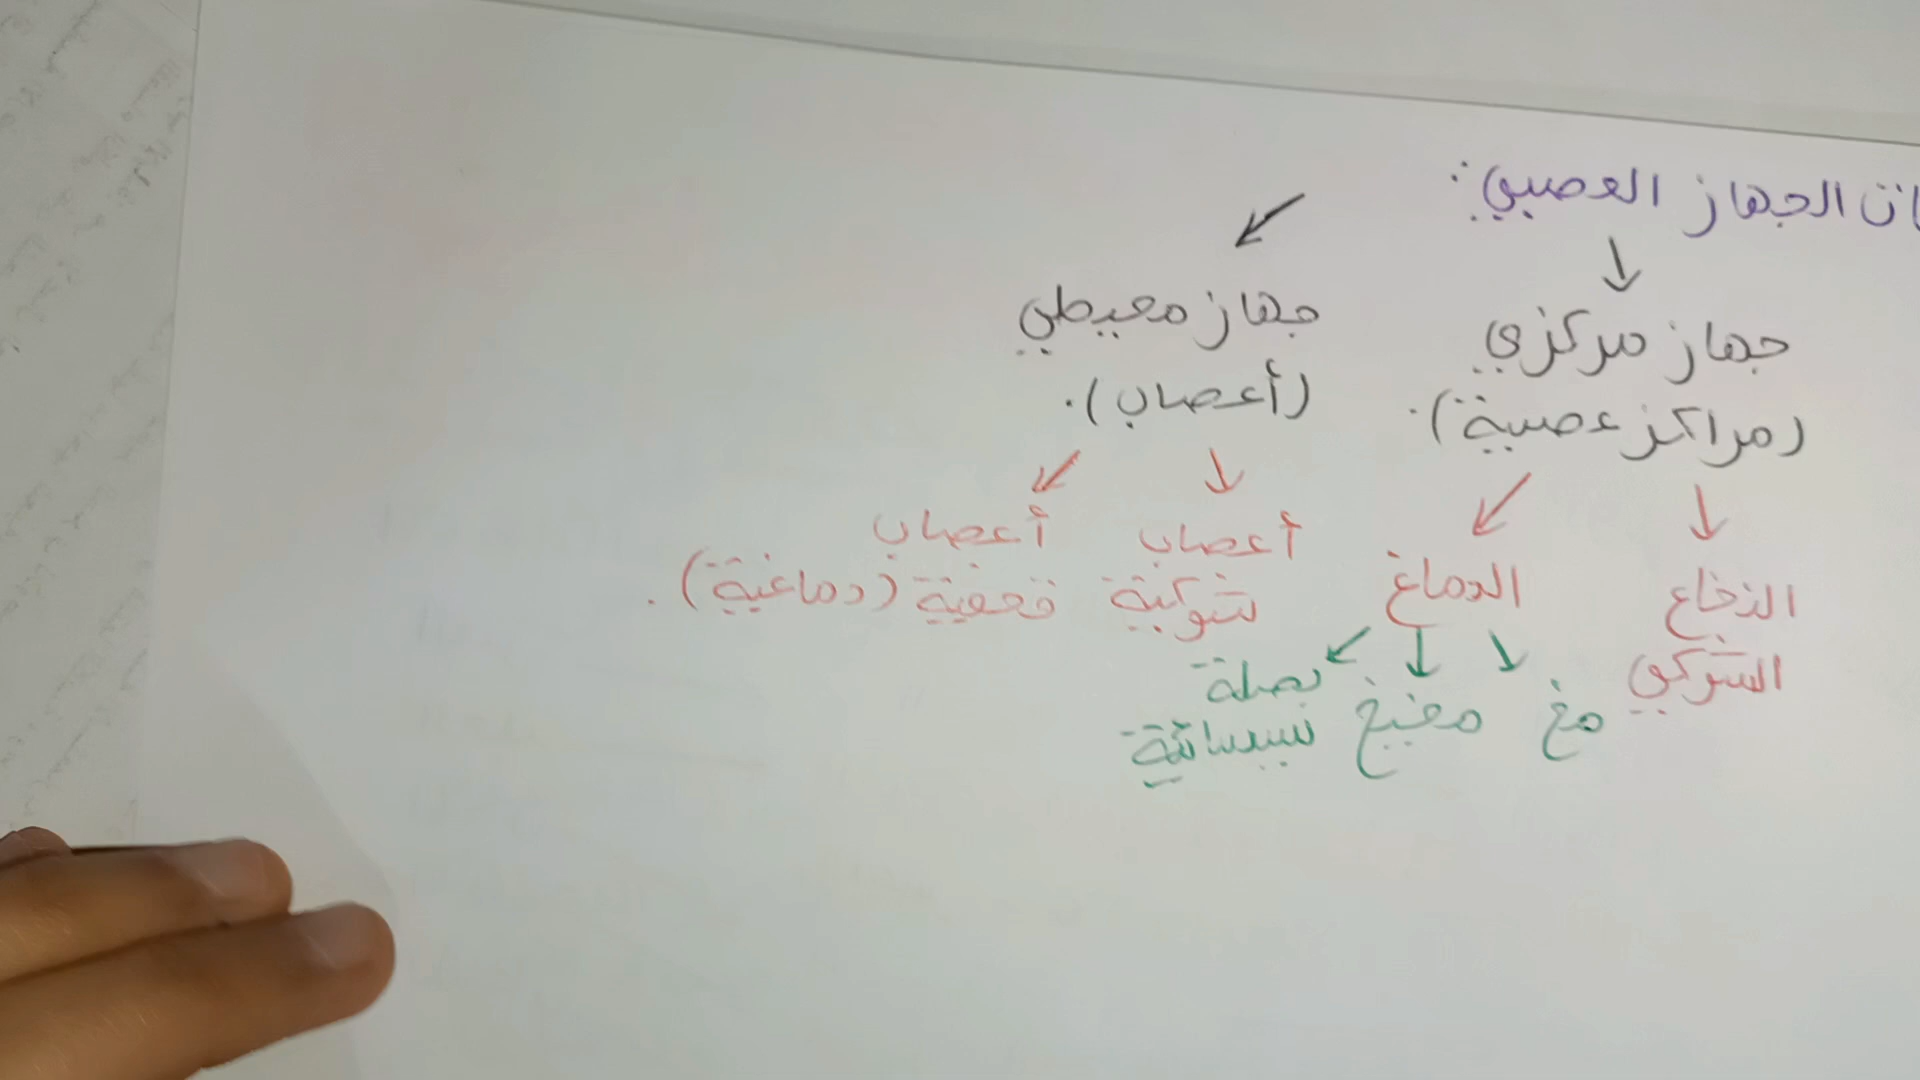 الجهاز العصبي:
جهاز مركزي
(مراكز عصبية).
جهاز محيطي
(أعصاب).
النخاع
الشوكي
الدماغ
أعصاب
شوكية
أعصاب
قحفية (دماغية).
مخ
مخيخ
بصلة
سيسائية